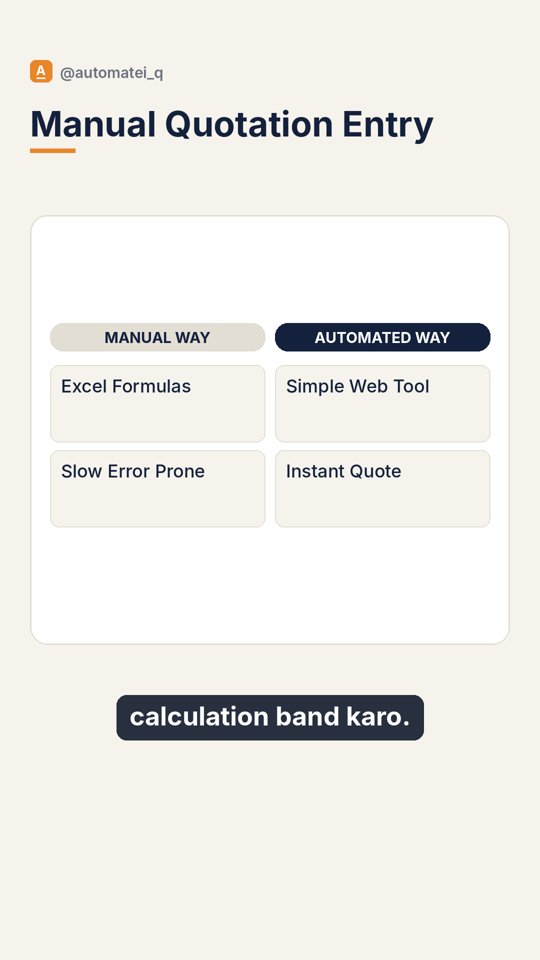 A
@automatei_q
Manual Quotation Entry
MANUAL WAY
AUTOMATED WAY
Excel Formulas
Simple Web Tool
Slow Error Prone
Instant Quote
calculation band karo.